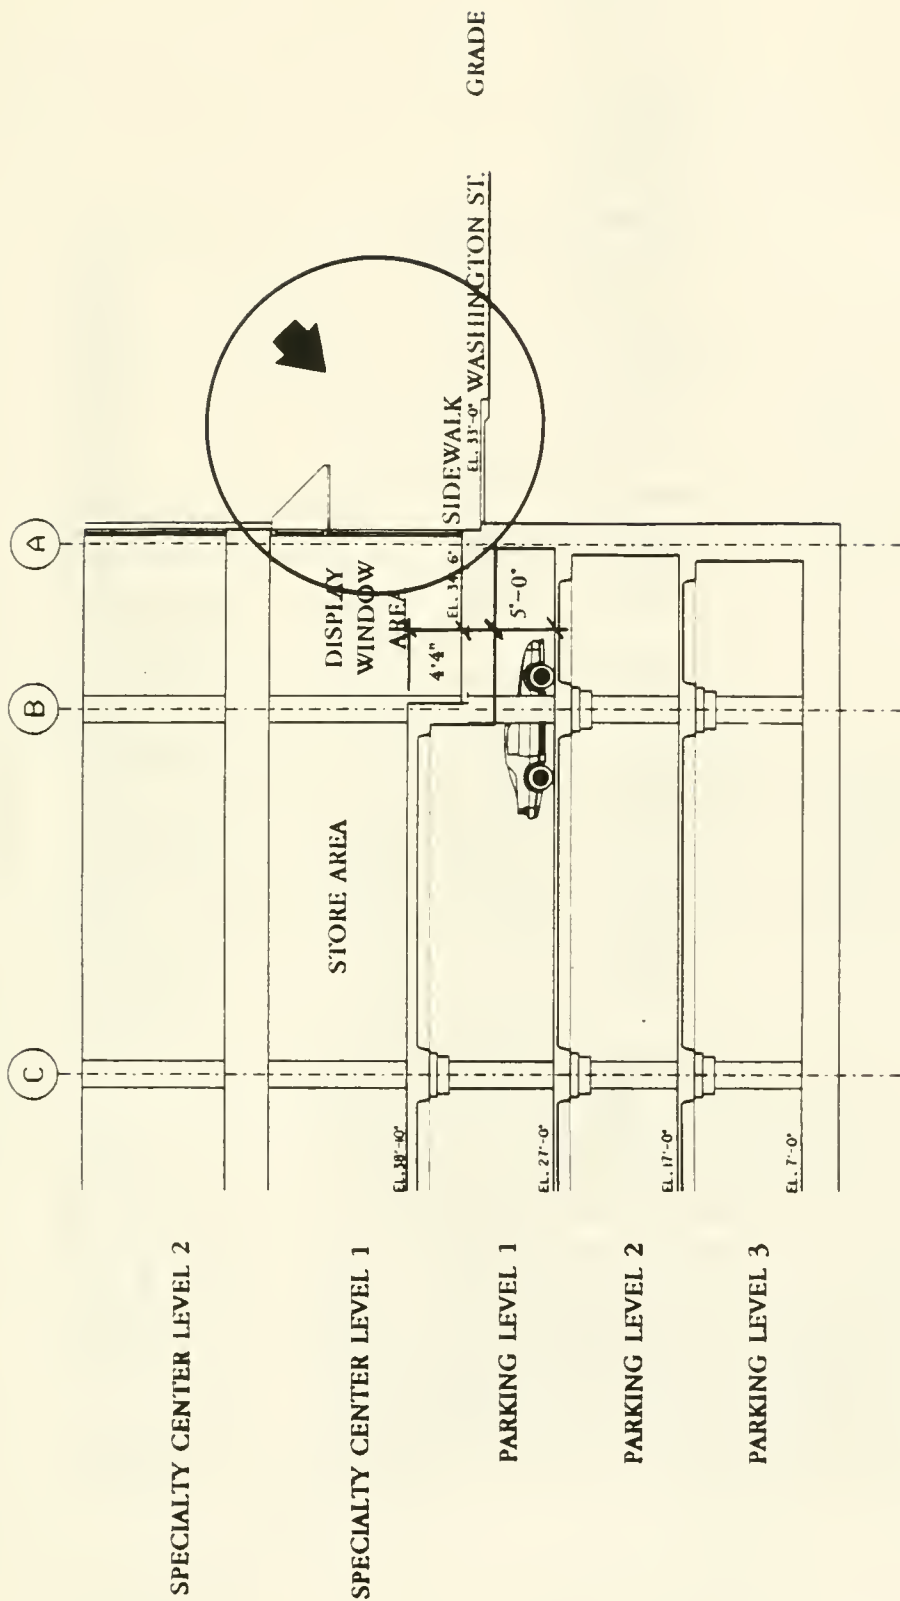 SPECIALTY CENTER LEVEL 2
SPECIALTY CENTER LEVEL 1
PARKING LEVEL 1
PARKING LEVEL 2
PARKING LEVEL 3
C
B
A
STORE AREA
DISPLAY
WINDOW
AREA
EL. 38'-10"
EL. 27'-0"
EL. 17'-0"
EL. 7'-0"
4'4"
5'-0"
EL. 34'-6"
SIDEWALK
EL. 33'-0"
WASHINGTON ST.
GRADE